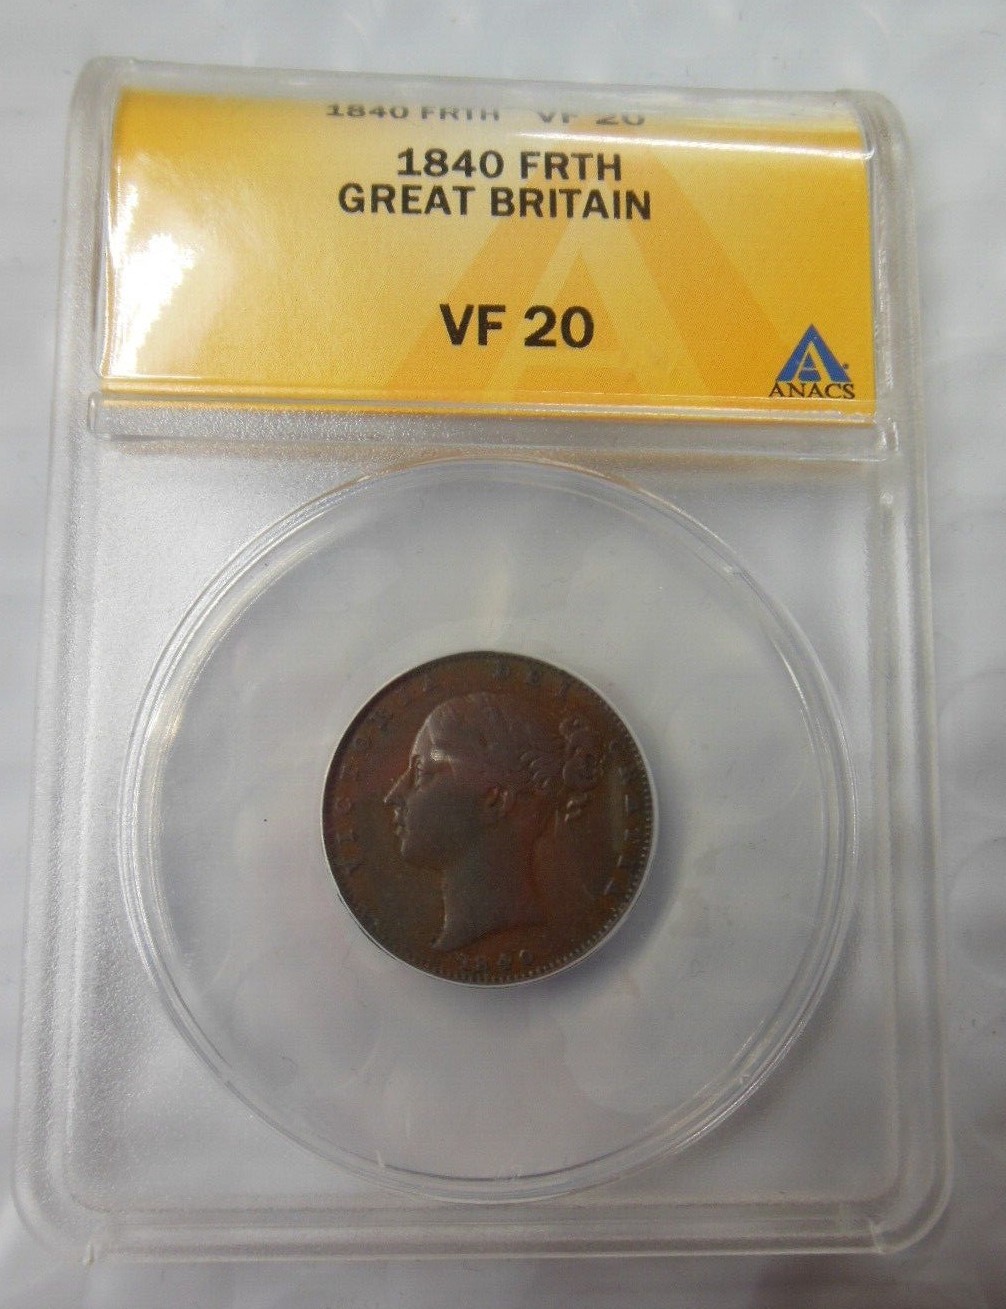 1840 FRTH VF 20
1840 FRTH
GREAT BRITAIN
VF 20
ANACS